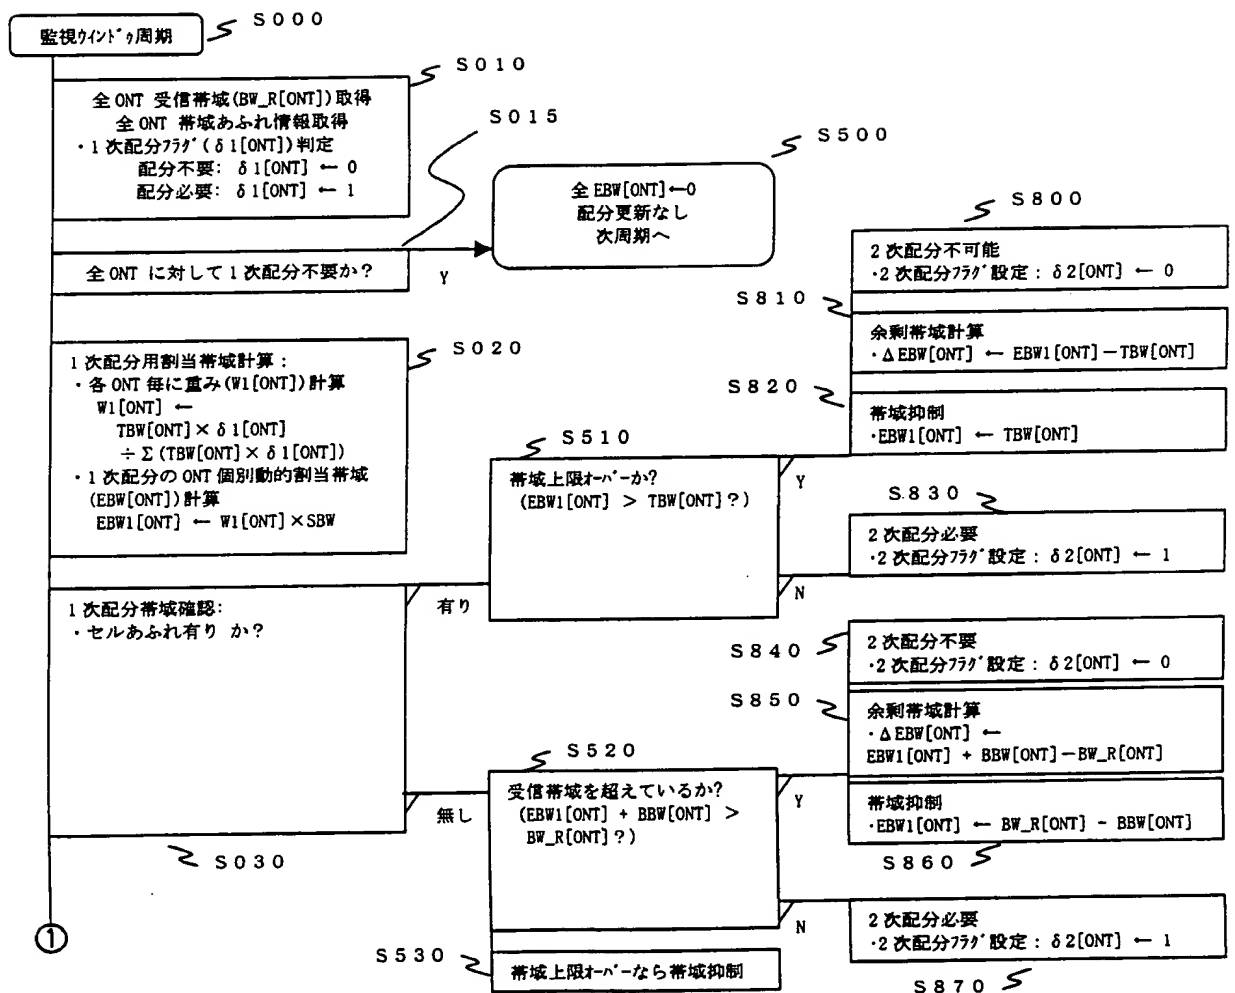 監視ウィンドゥ周期
S000
S010
全ONT 受信帯域(BW_R[ONT])取得
全ONT 帯域あふれ情報取得
・1次配分フラグ(δ1[ONT])判定
配分不要: δ1[ONT] ← 0
配分必要: δ1[ONT] ← 1
S015
全ONT に対して1次配分不要か?
Y
S500
全EBW[ONT]←0
配分更新なし
次周期へ
S020
1次配分用割当帯域計算:
・各ONT毎に重み(W1[ONT])計算
W1[ONT] ←
TBW[ONT]×δ1[ONT]
÷Σ(TBW[ONT]×δ1[ONT])
・1次配分のONT個別動的割当帯域
(EBW[ONT])計算
EBW1[ONT] ← W1[ONT]×SBW
1次配分帯域確認:
・セルあふれ有り か?
有り
無し
S030
①
S510
帯域上限オーバーか?
(EBW1[ONT] > TBW[ONT]?)
Y
N
S520
受信帯域を超えているか?
(EBW1[ONT] + BBW[ONT] >
BW_R[ONT]?)
Y
N
S530
帯域上限オーバーなら帯域抑制
S800
2次配分不可能
・2次配分フラグ設定: δ2[ONT] ← 0
S810
余剰帯域計算
・ΔEBW[ONT] ← EBW1[ONT]−TBW[ONT]
S820
帯域抑制
・EBW1[ONT] ← TBW[ONT]
S830
2次配分必要
・2次配分フラグ設定: δ2[ONT] ← 1
S840
2次配分不要
・2次配分フラグ設定: δ2[ONT] ← 0
S850
余剰帯域計算
・ΔEBW[ONT] ←
EBW1[ONT] + BBW[ONT]−BW_R[ONT]
帯域抑制
・EBW1[ONT] ← BW_R[ONT] - BBW[ONT]
S860
2次配分必要
・2次配分フラグ設定: δ2[ONT] ← 1
S870